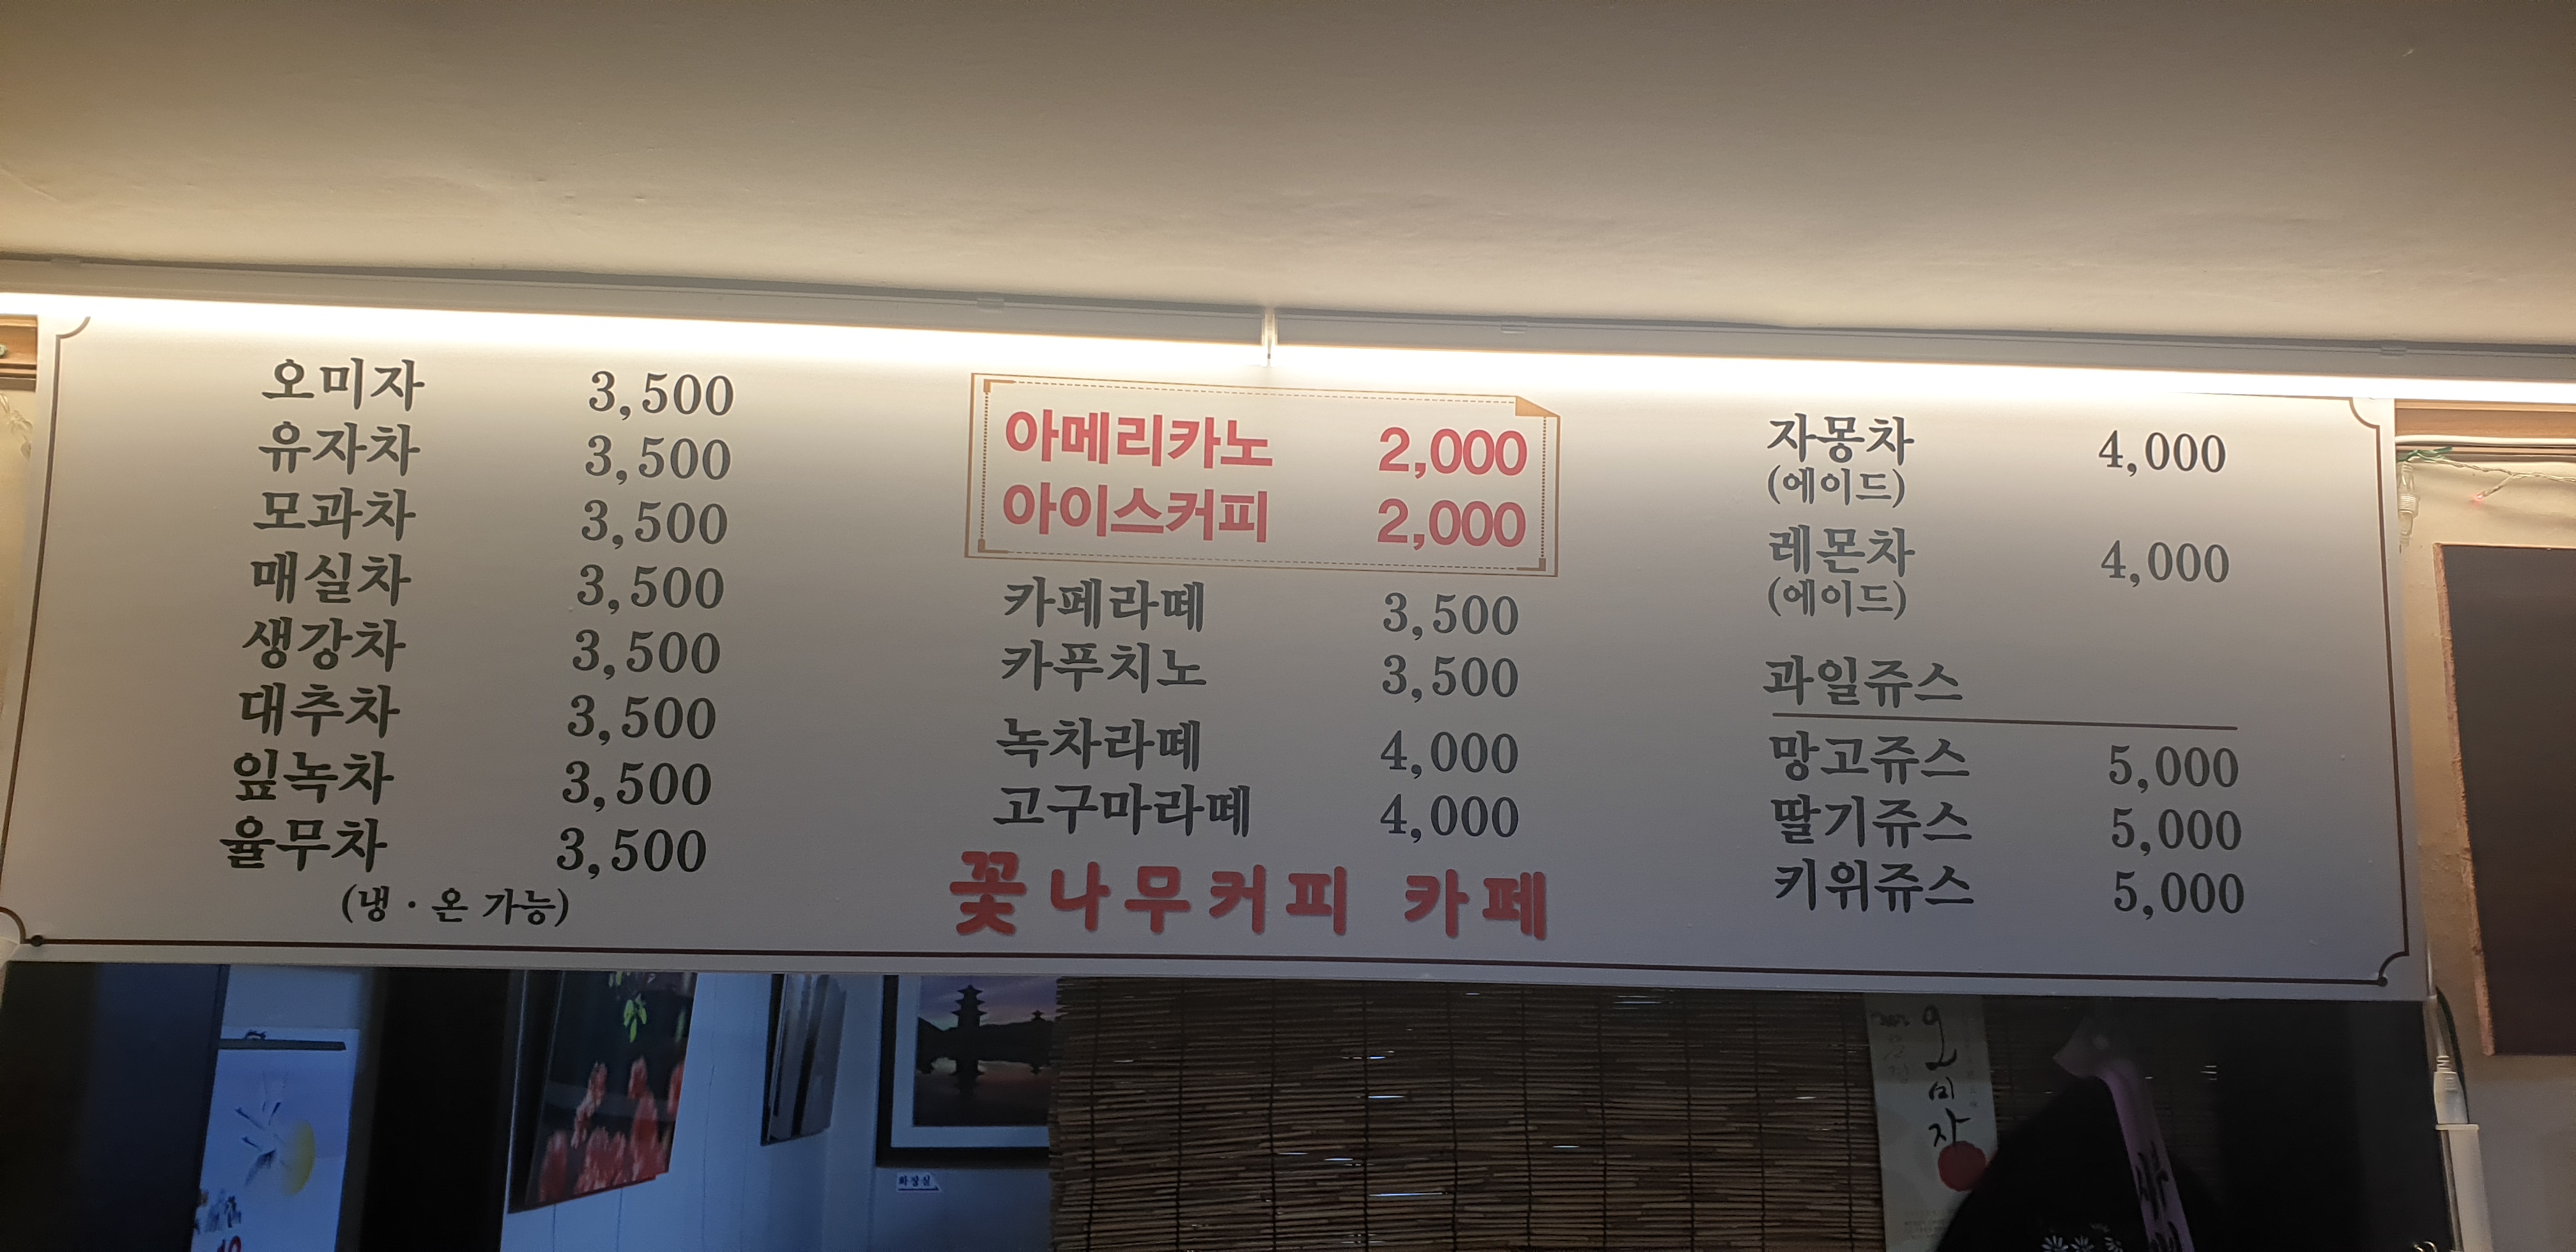 오미자 3,500
유자차 3,500
모과차 3,500
매실차 3,500
생강차 3,500
대추차 3,500
잎녹차 3,500
율무차 3,500
(냉·온 가능)
아메리카노 2,000
아이스커피 2,000
카페라떼 3,500
카푸치노 3,500
녹차라떼 4,000
고구마라떼 4,000
꽃나무커피 카페
자몽차 4,000
(에이드)
레몬차 4,000
(에이드)
과일쥬스
망고쥬스 5,000
딸기쥬스 5,000
키위쥬스 5,000
화장실
오미자